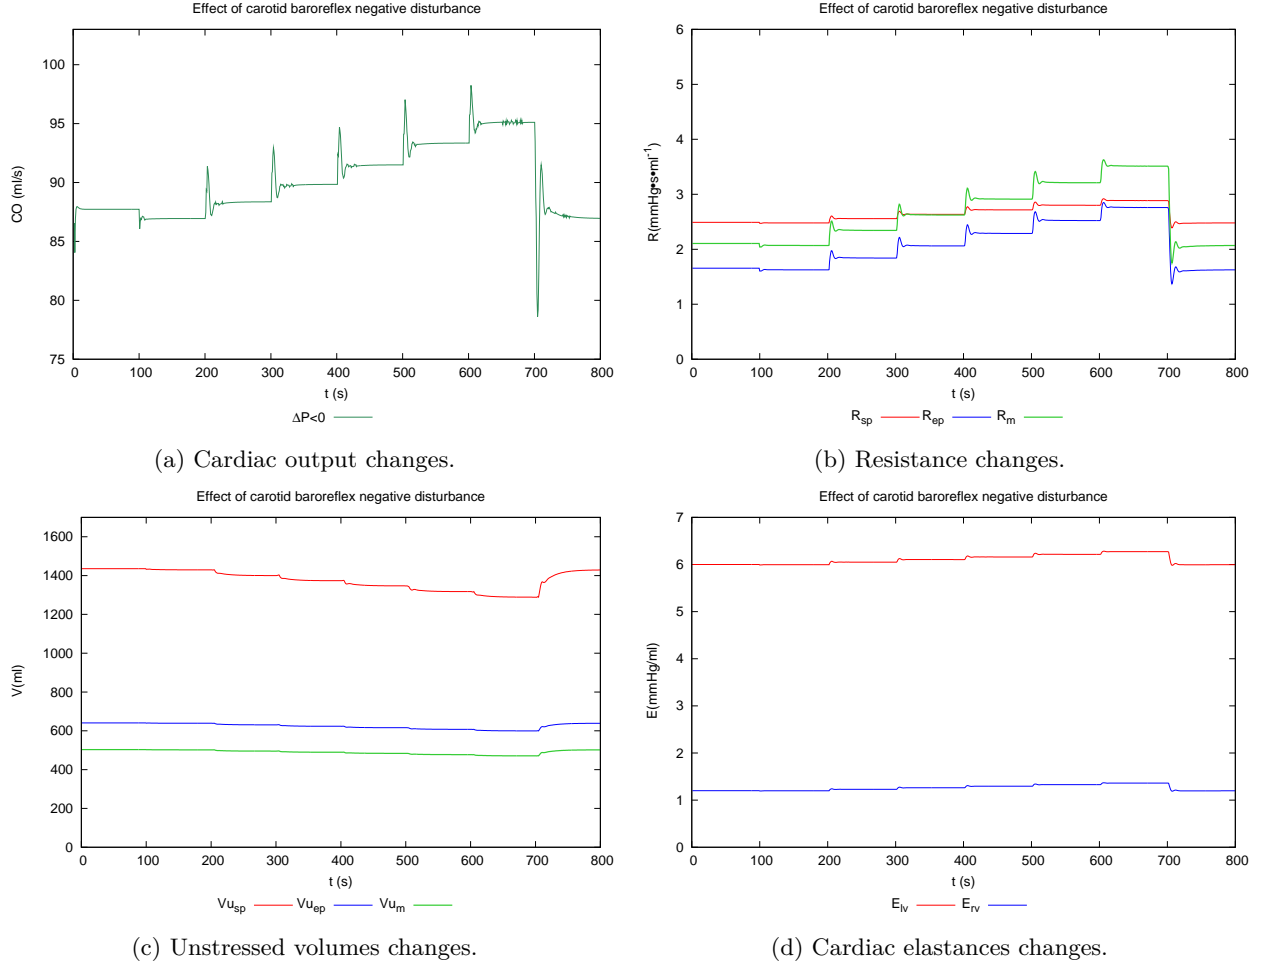 Effect of carotid baroreflex negative disturbance
CO (ml/s)
100
95
90
85
80
75
0 100 200 300 400 500 600 700 800
t (s)
ΔP<0
(a) Cardiac output changes.
Effect of carotid baroreflex negative disturbance
R(mmHg•s•ml-1)
6
5
4
3
2
1
0
0 100 200 300 400 500 600 700 800
t (s)
Rsp Rep Rm
(b) Resistance changes.
Effect of carotid baroreflex negative disturbance
V(ml)
1600
1400
1200
1000
800
600
400
200
0
0 100 200 300 400 500 600 700 800
t (s)
Vusp Vuep Vum
(c) Unstressed volumes changes.
Effect of carotid baroreflex negative disturbance
E(mmHg/ml)
7
6
5
4
3
2
1
0
0 100 200 300 400 500 600 700 800
t (s)
Elv Erv
(d) Cardiac elastances changes.